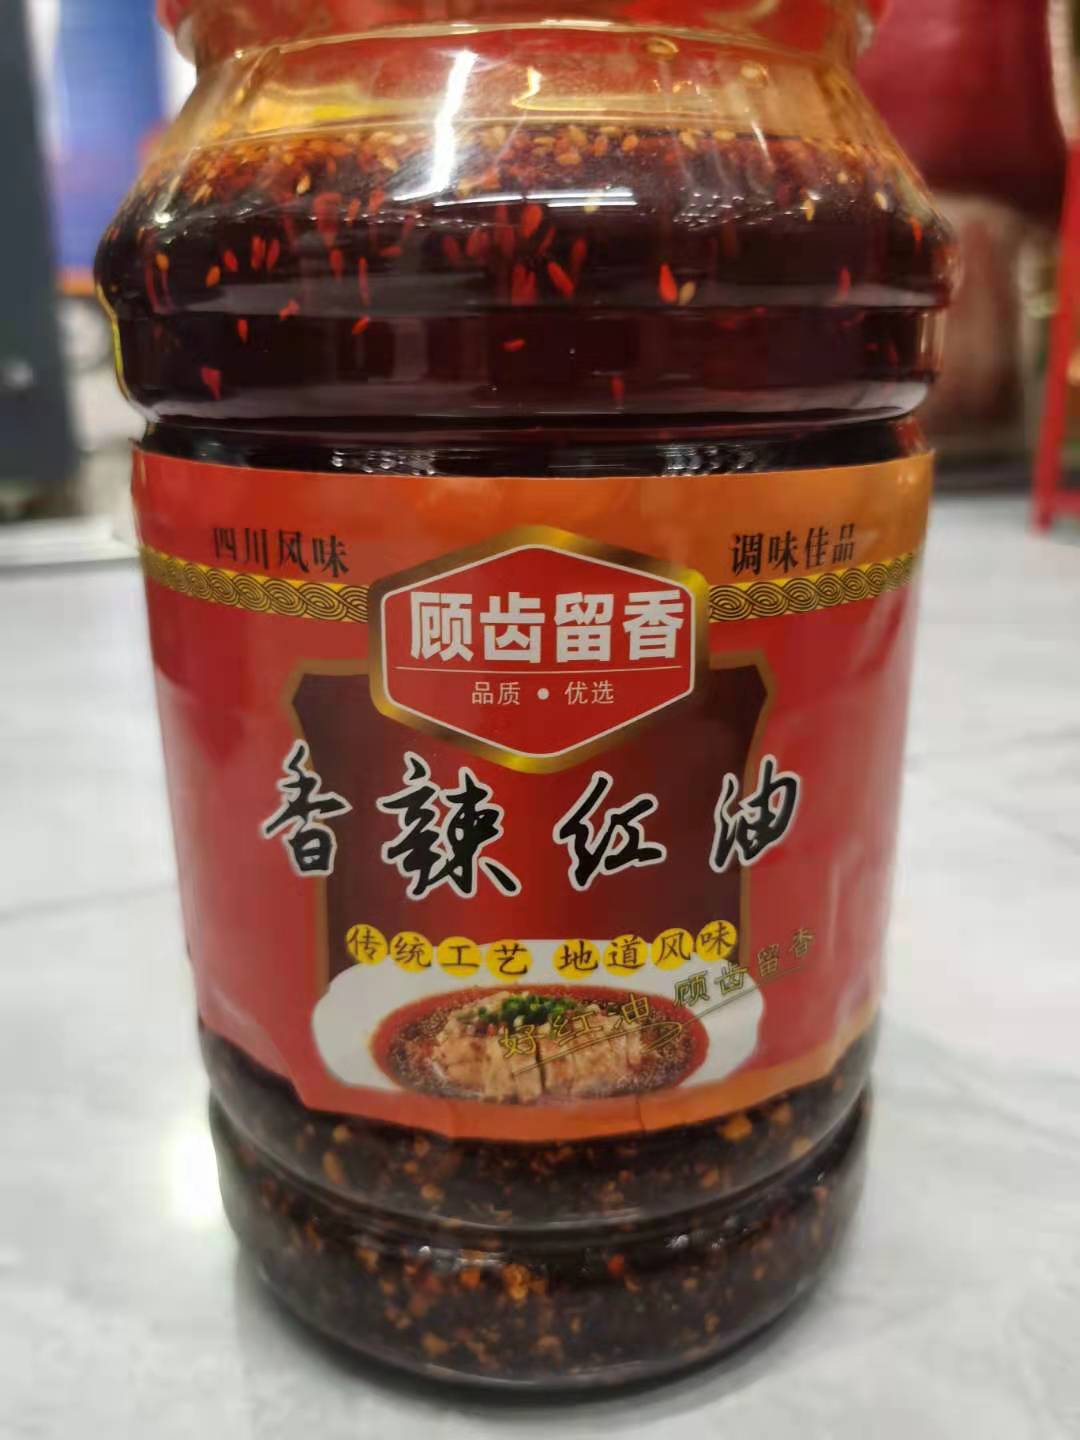 四川风味
调味佳品
顾齿留香
品质·优选
香辣红油
传统工艺 地道风味
好红油 顾齿留香